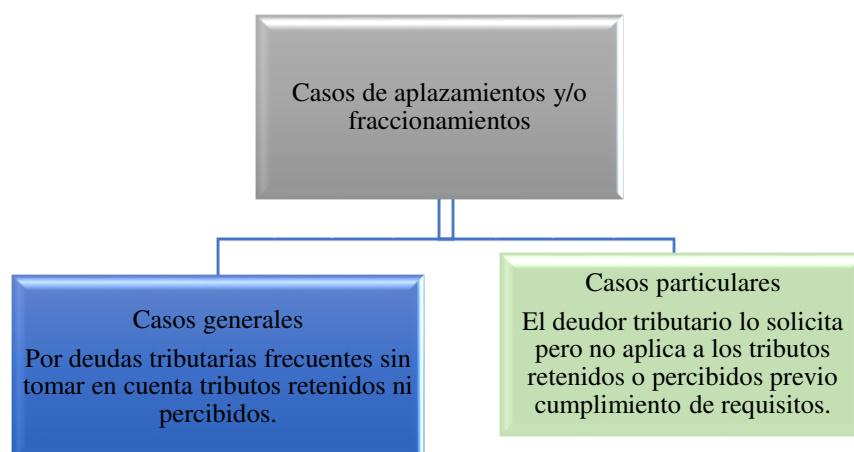 Casos de aplazamientos y/o
fraccionamientos
Casos generales
Por deudas tributarias frecuentes sin
tomar en cuenta tributos retenidos ni
percibidos.
Casos particulares
El deudor tributario lo solicita
pero no aplica a los tributos
retenidos o percibidos previo
cumplimiento de requisitos.